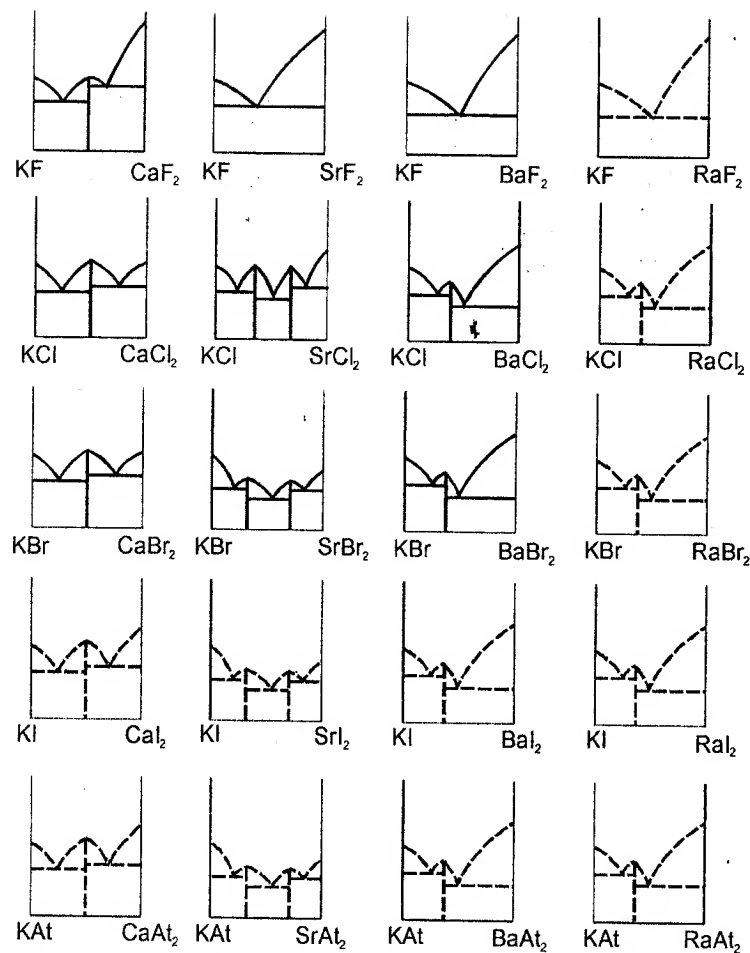 KF CaF₂ KF SrF₂ KF BaF₂ KF RaF₂
KCl CaCl₂ KCl SrCl₂ KCl BaCl₂ KCl RaCl₂
KBr CaBr₂ KBr SrBr₂ KBr BaBr₂ KBr RaBr₂
KI CaI₂ KI SrI₂ KI BaI₂ KI RaI₂
KAt CaAt₂ KAt SrAt₂ KAt BaAt₂ KAt RaAt₂